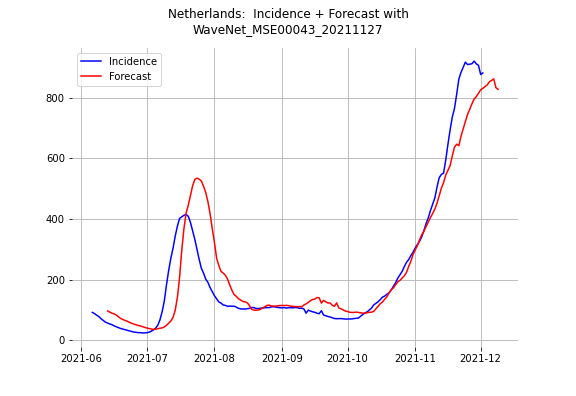 Netherlands:  Incidence + Forecast with
WaveNet_MSE00043_20211127
Incidence
Forecast
800
600
400
200
0
2021-06 2021-07 2021-08 2021-09 2021-10 2021-11 2021-12